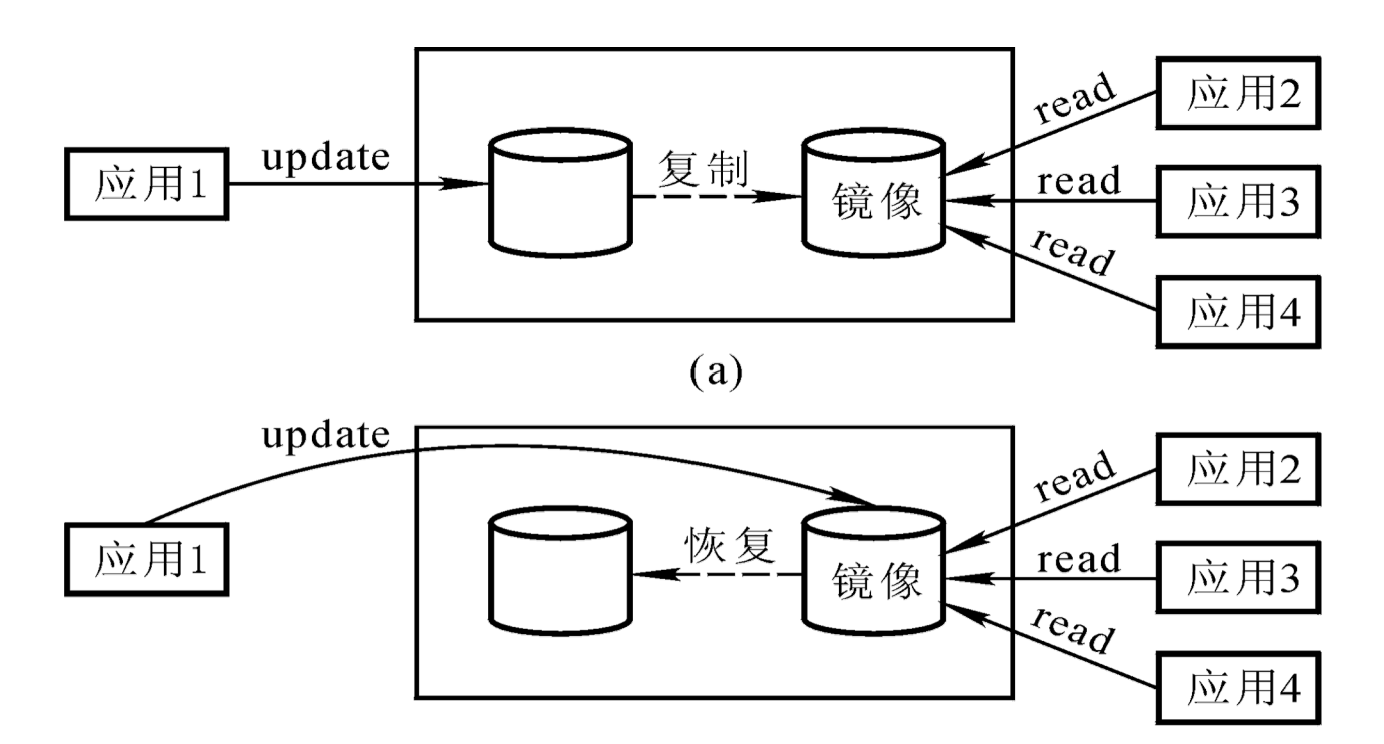 应用2
read
update
复制
应用1
read
应用3
镜像
read
应用4
(a)
update
应用2
read
恢复
应用1
read
应用3
镜像
read
应用4